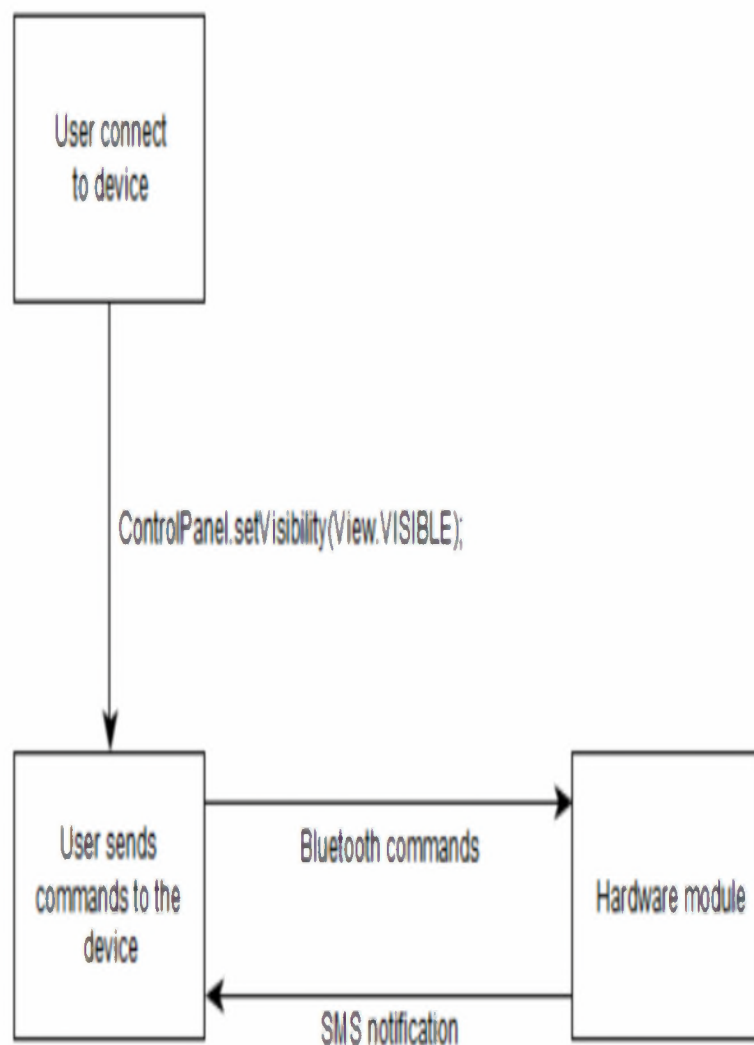 User connect
to device
ControlPanel.setVisibility(View.VISIBLE);
User sends
commands to the
device
Bluetooth commands
Hardware module
SMS notification